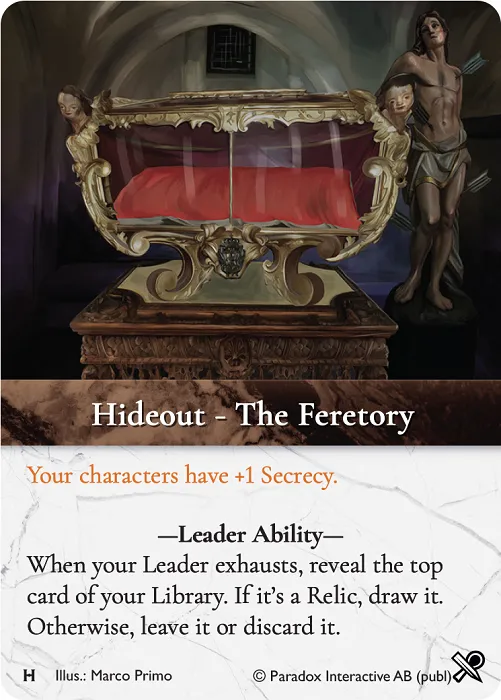 Hideout - The Feretory
Your characters have +1 Secrecy.
—Leader Ability—
When your Leader exhausts, reveal the top
card of your Library. If it's a Relic, draw it.
Otherwise, leave it or discard it.
H Illus.: Marco Primo © Paradox Interactive AB (publ)